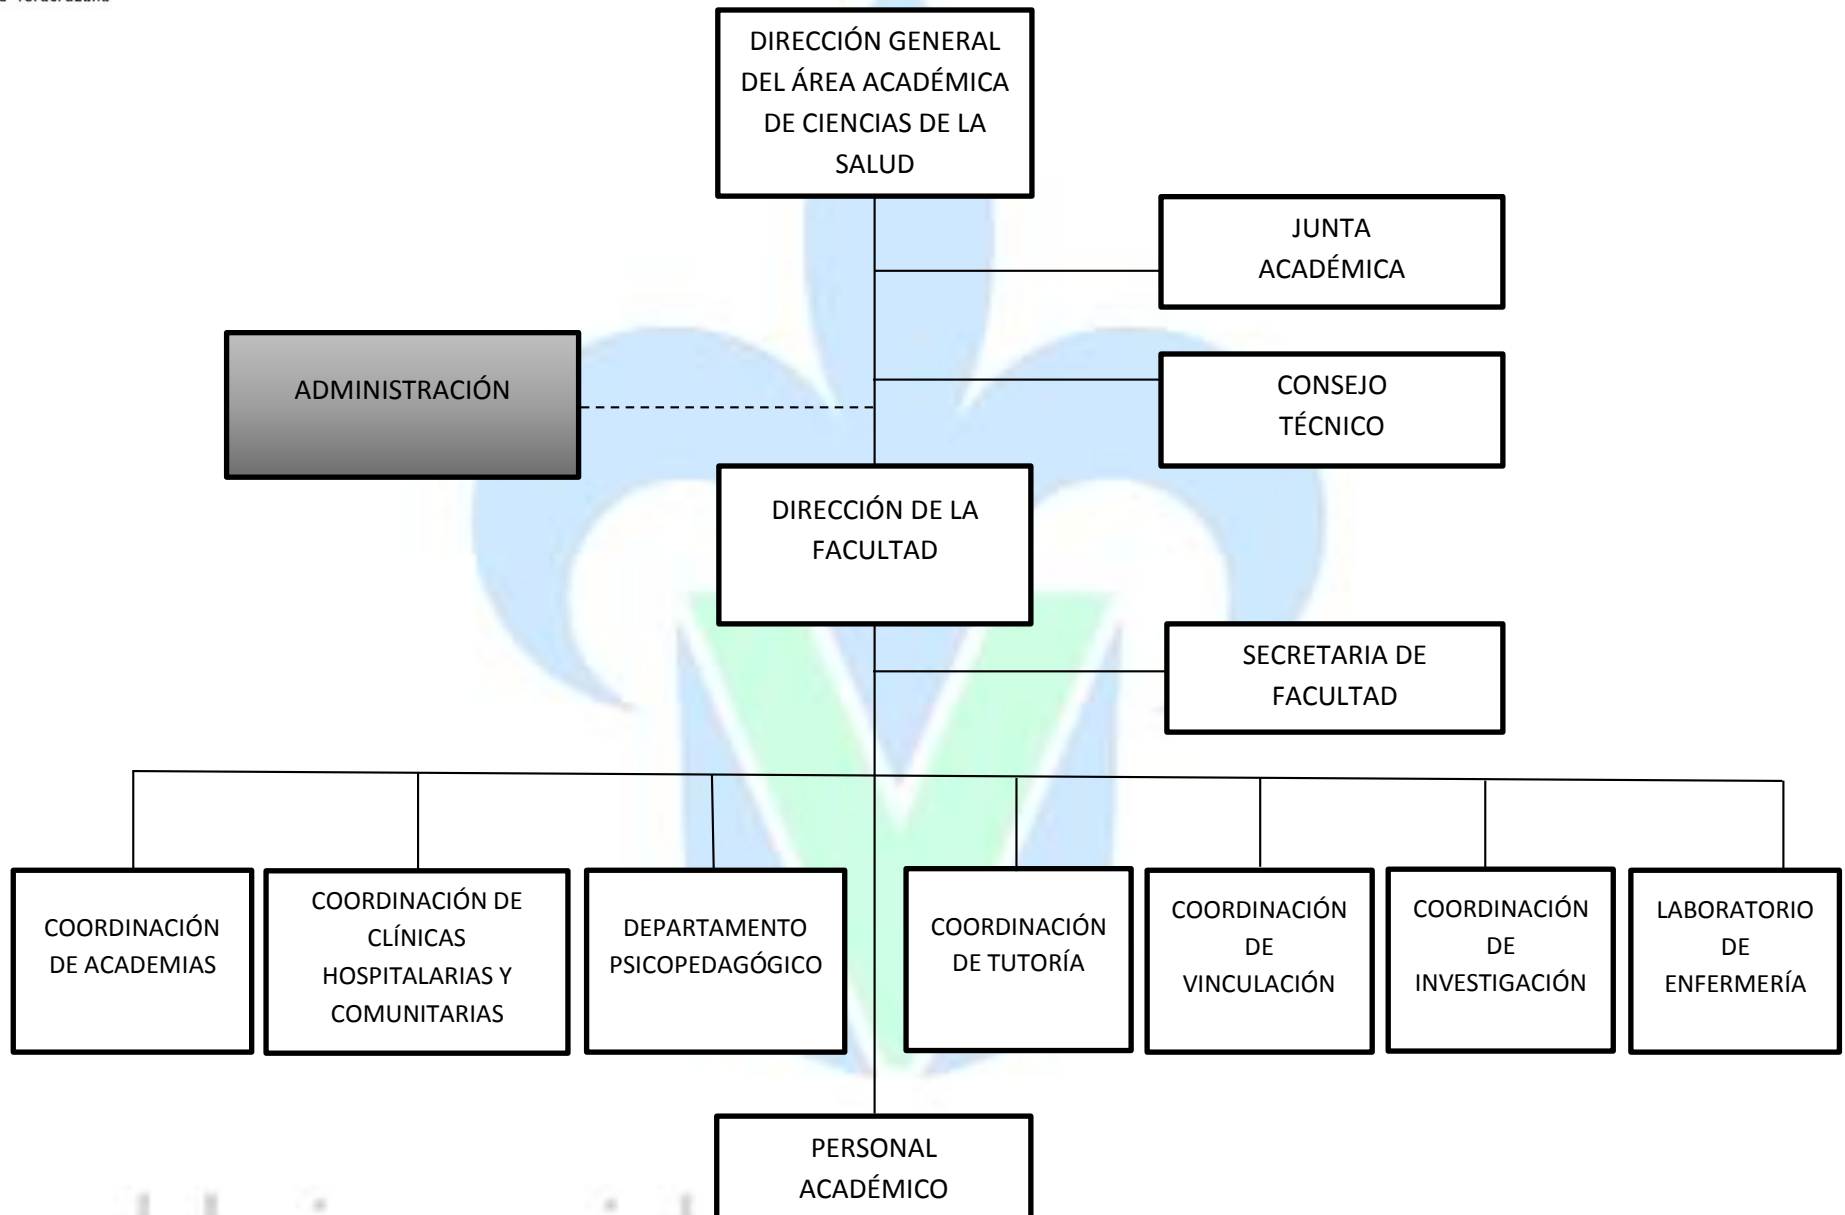 DIRECCIÓN GENERAL
DEL ÁREA ACADÉMICA
DE CIENCIAS DE LA
SALUD
JUNTA
ACADÉMICA
ADMINISTRACIÓN
CONSEJO
TÉCNICO
DIRECCIÓN DE LA
FACULTAD
SECRETARIA DE
FACULTAD
COORDINACIÓN
DE ACADEMIAS
COORDINACIÓN DE
CLÍNICAS
HOSPITALARIAS Y
COMUNITARIAS
DEPARTAMENTO
PSICOPEDAGÓGICO
COORDINACIÓN
DE TUTORÍA
COORDINACIÓN
DE
VINCULACIÓN
COORDINACIÓN
DE
INVESTIGACIÓN
LABORATORIO
DE
ENFERMERÍA
PERSONAL
ACADÉMICO